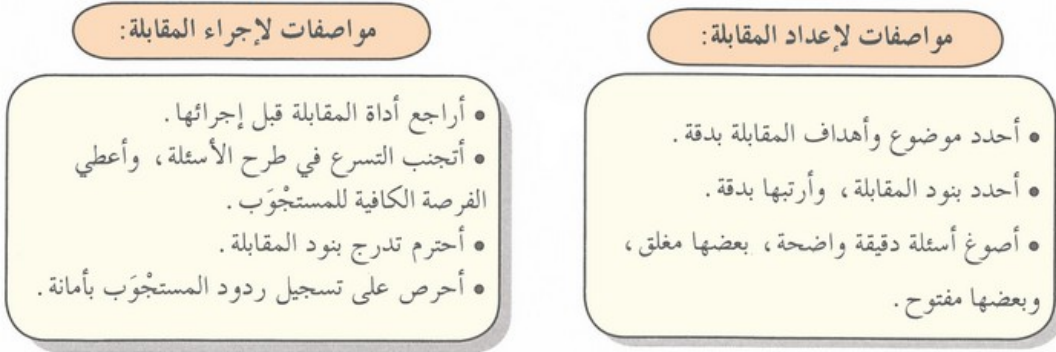 مواصفات لإعداد المقابلة:
• أحدد موضوع وأهداف المقابلة بدقة.
• أحدد بنود المقابلة، وأرتبها بدقة.
• أصوغ أسئلة دقيقة واضحة، بعضها مغلق،
وبعضها مفتوح.
مواصفات لإجراء المقابلة:
• أراجع أداة المقابلة قبل إجرائها.
• أتجنب التسرع في طرح الأسئلة، وأعطي
الفرصة الكافية للمستجْوَب.
• أحترم تدرج بنود المقابلة.
• أحرص على تسجيل ردود المستجْوَب بأمانة.